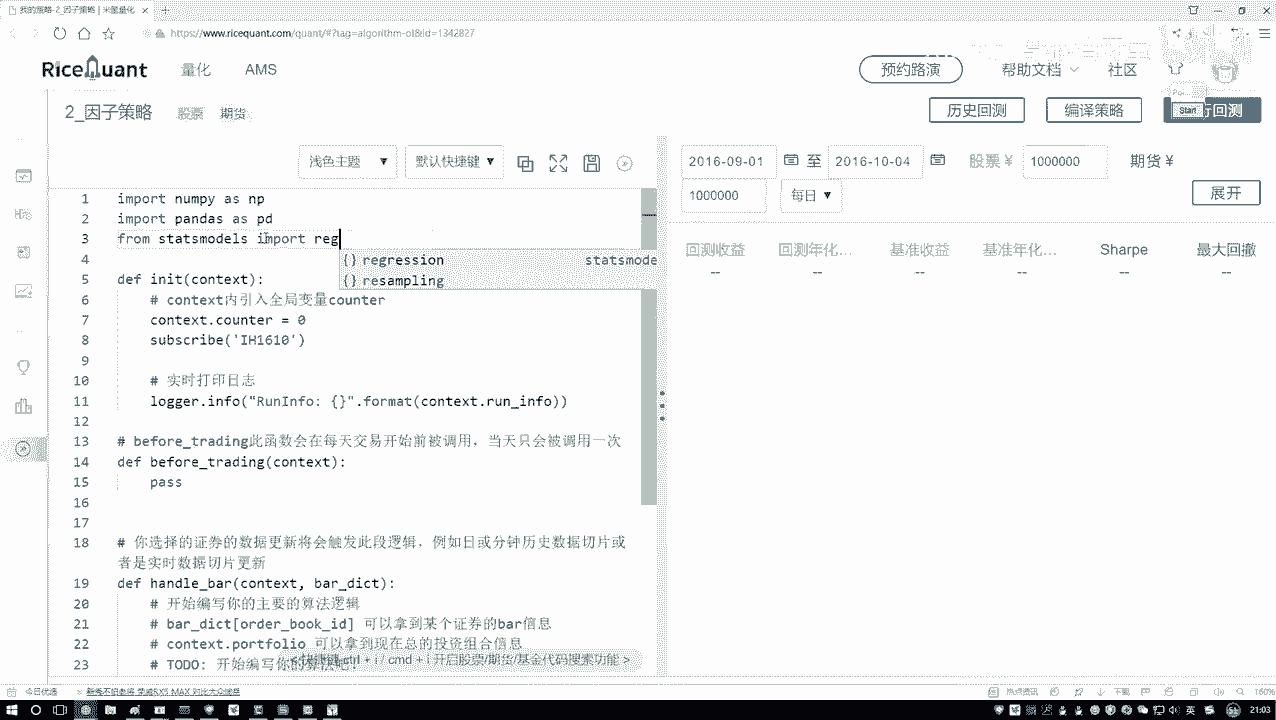 我的策略-2_因子策略 | 米筐量化
https://www.ricequant.com/quant/#?tag=algorithm-ol&id=1342827
RiceQuant 量化 AMS 预约路演 帮助文档 社区
2_因子策略 股票 期货 历史回测 编译策略 行回测
Start
浅色主题 默认快捷键 2016-09-01 至 2016-10-04 股票 ¥ 1000000 期货 ¥
1000000 每日 展开
回测收益 回测年化... 基准收益 基准年化... Sharpe 最大回撤
-- -- -- -- -- --
1 import numpy as np
2 import pandas as pd
3 from statsmodels import reg
4 {} regression statsmode
{} resampling
5 def init(context):
6 # context内引入全局变量counter
7 context.counter = 0
8 subscribe('IH1610')
9
10 # 实时打印日志
11 logger.info("RunInfo: {}".format(context.run_info))
12
13 # before_trading此函数会在每天交易开始前被调用，当天只会被调用一次
14 def before_trading(context):
15 pass
16
17
18 # 你选择的证券的数据更新将会触发此段逻辑，例如日或分钟历史数据切片或
者是实时数据切片更新
19 def handle_bar(context, bar_dict):
20 # 开始编写你的主要的算法逻辑
21 # bar_dict[order_book_id] 可以拿到某个证券的bar信息
22 # context.portfolio 可以拿到现在总的投资组合信息
23 # TODO: 开始编写你的算法吧!
ctrl + i / cmd + i 开启股票/期货/基金代码搜索功能 >
今日优选 热点资讯 下载 160%
英 21:03